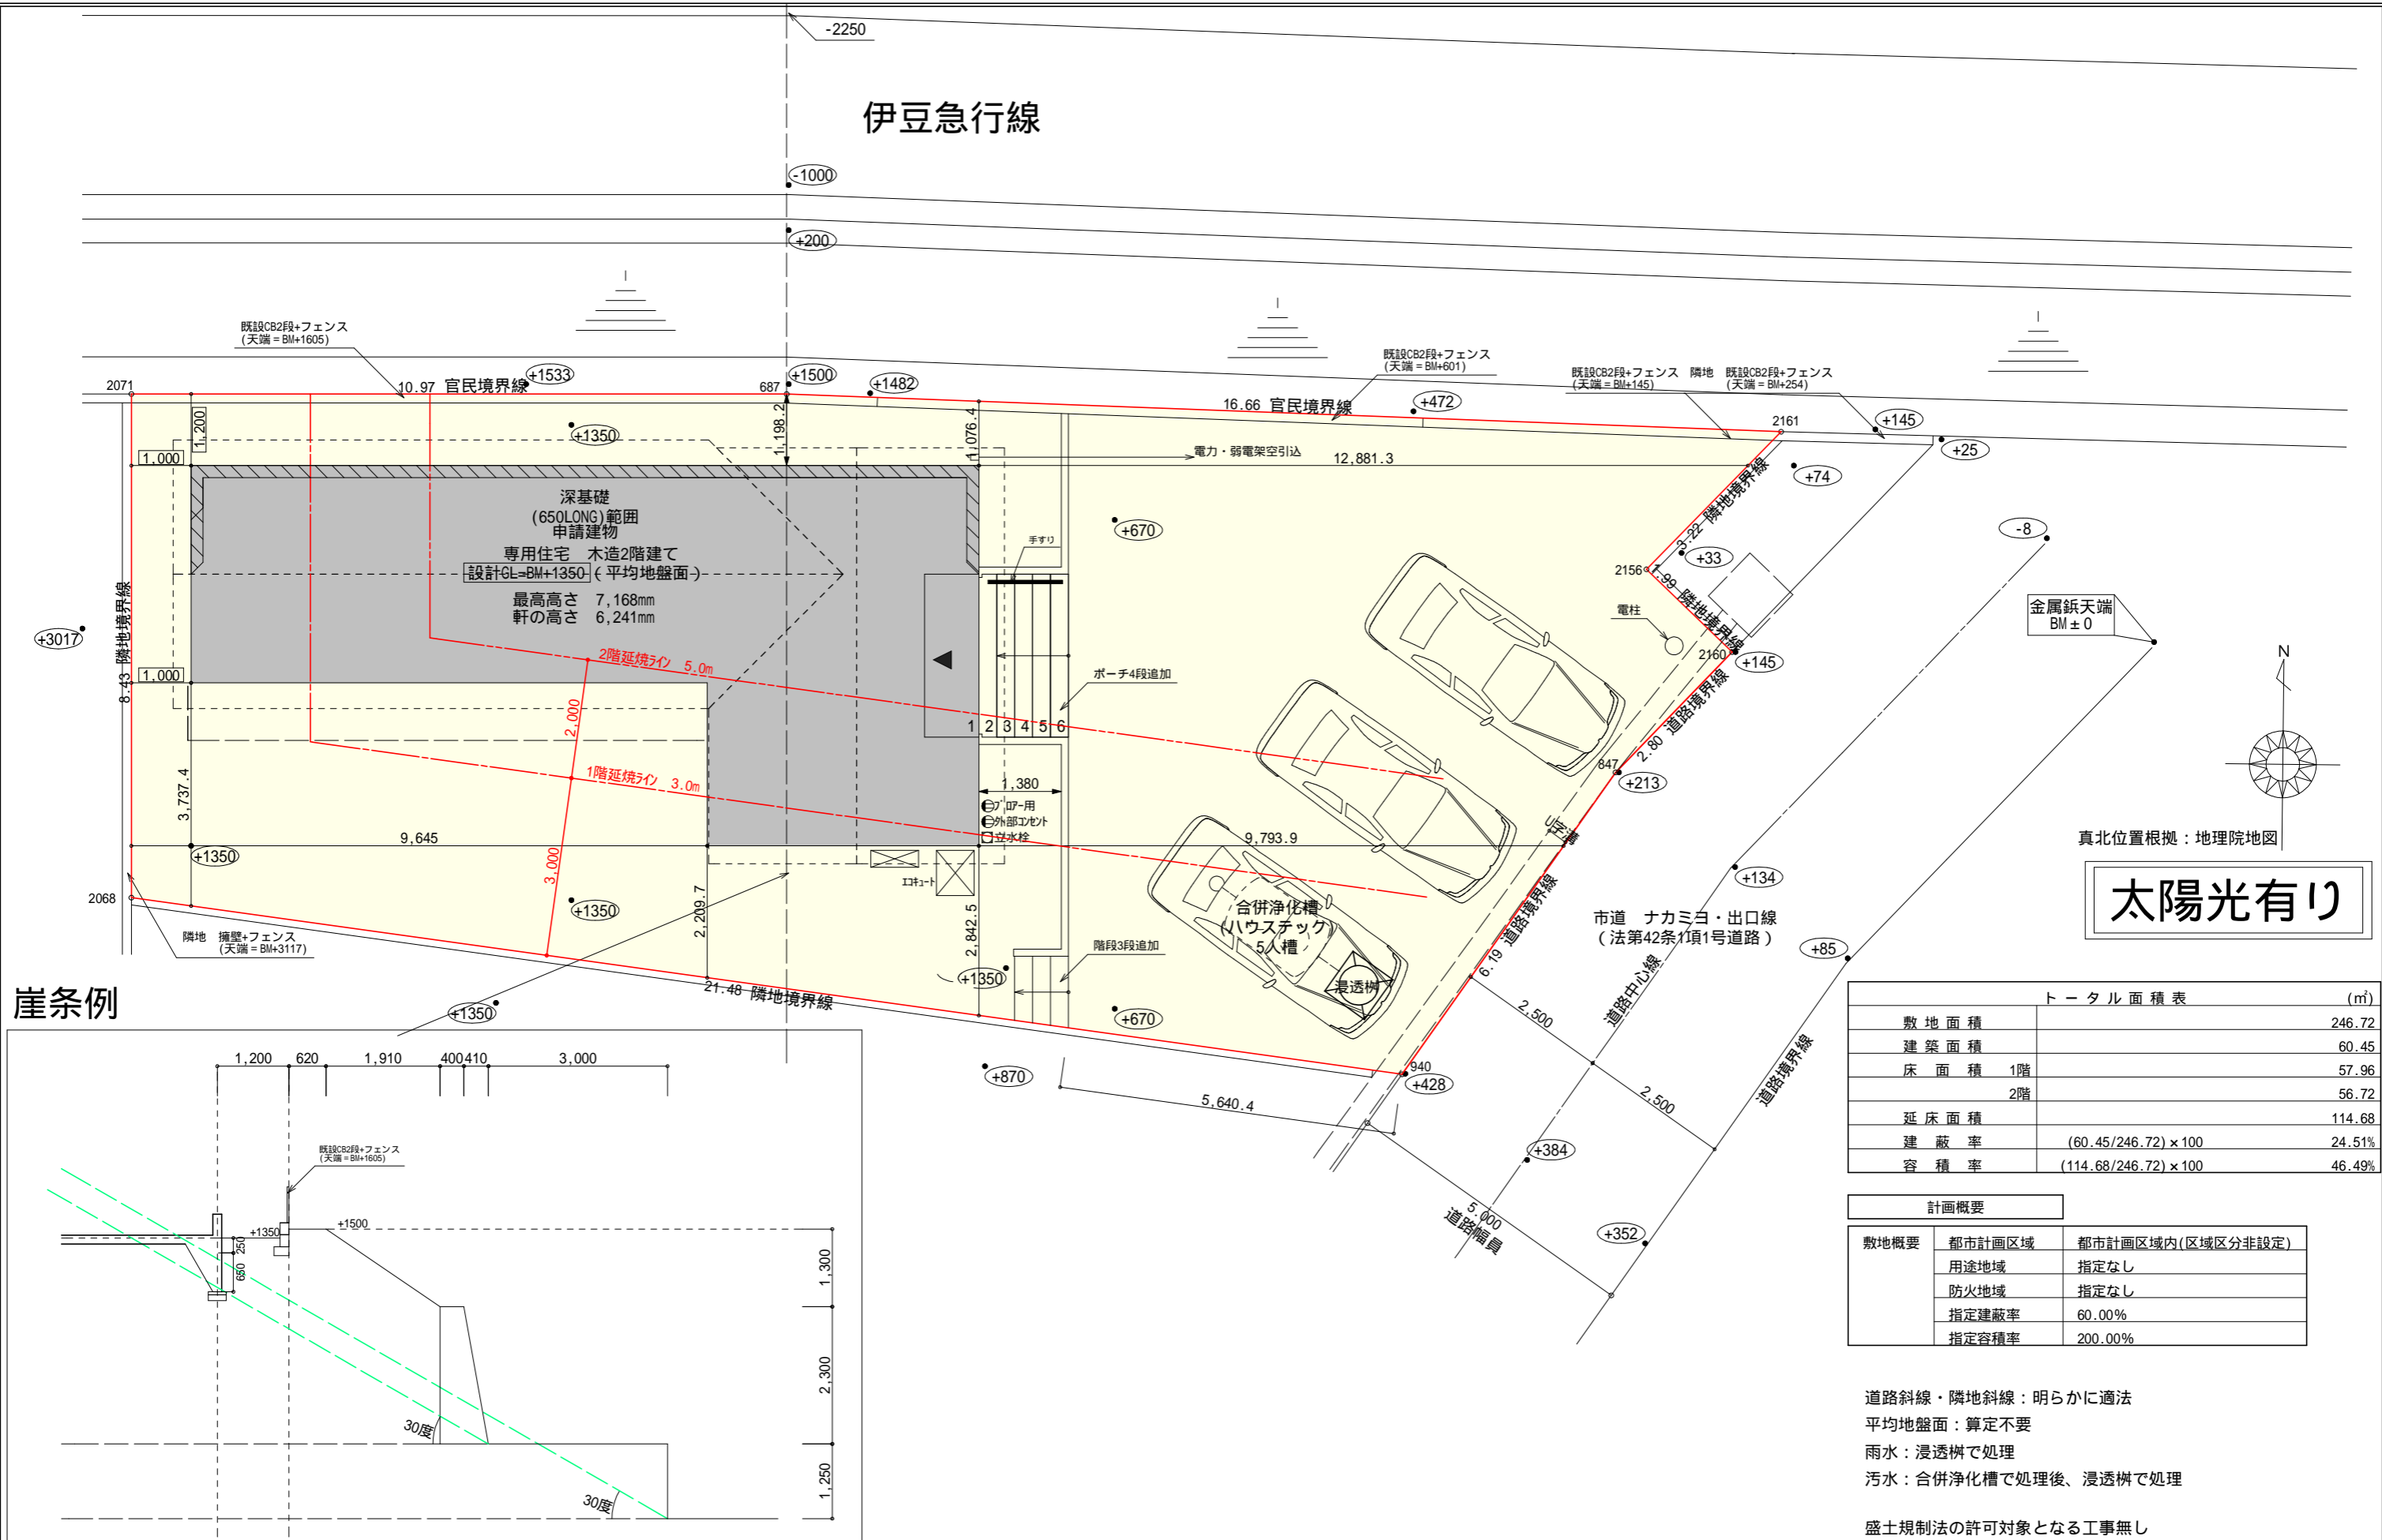 -2250
伊豆急行線
-1000
+200
既設CB2段+フェンス
(天端=BM+1605)
2071
10.97 官民境界線
+1533
687
+1500
+1482
16.66 官民境界線
既設CB2段+フェンス
(天端=BM+601)
+472
既設CB2段+フェンス
(天端=BM+145)
隣地 既設CB2段+フェンス
(天端=BM+254)
2161
+145
+25
+74
1,200
1,000
+1350
1,198.2
1,076.4
電力・弱電架空引込
12,881.3
3.22 隣地境界線
深基礎
(650LONG)範囲
申請建物
専用住宅 木造2階建て
設計GL=BM+1350 (平均地盤面)
最高高さ 7,168mm
軒の高さ 6,241mm
+670
手すり
+33
2156
1.99 隣地境界線
電柱
2160
+145
-8
金属鋲天端
BM±0
N
+3017
8.43 隣地境界線
1,000
2階延焼ライン 5.0m
2,000
ポーチ4段追加
1 2 3 4 5 6
2.80 道路境界線
847
+213
1階延焼ライン 3.0m
1,380
ブロアー用
外部コンセント
立水栓
3,737.4
9,645
9,793.9
U字溝
+1350
3,000
エコキュート
真北位置根拠:地理院地図
太陽光有り
2068
+1350
2,209.7
2,842.5
合併浄化槽
(ハウステック)
5人槽
浸透桝
6.19 道路境界線
+134
市道 ナカミヨ・出口線
(法第42条1項1号道路)
+85
隣地 擁壁+フェンス
(天端=BM+3117)
21.48 隣地境界線
+1350
+1350
階段3段追加
+670
+870
940
+428
5,640.4
2,500
2,500
道路中心線
道路境界線
+384
5.000
道路幅員
+352
崖条例
1,200
620
1,910
400
410
3,000
既設CB2段+フェンス
(天端=BM+1605)
+1350
+1500
250
650
1,300
2,300
1,250
30度
30度
トータル面積表 (㎡)
敷地面積 246.72
建築面積 60.45
床面積 1階 57.96
2階 56.72
延床面積 114.68
建蔽率 (60.45/246.72)×100 24.51%
容積率 (114.68/246.72)×100 46.49%
計画概要
敷地概要 都市計画区域 都市計画区域内(区域区分非設定)
用途地域 指定なし
防火地域 指定なし
指定建蔽率 60.00%
指定容積率 200.00%
道路斜線・隣地斜線:明らかに適法
平均地盤面:算定不要
雨水:浸透桝で処理
汚水:合併浄化槽で処理後、浸透桝で処理
盛土規制法の許可対象となる工事無し